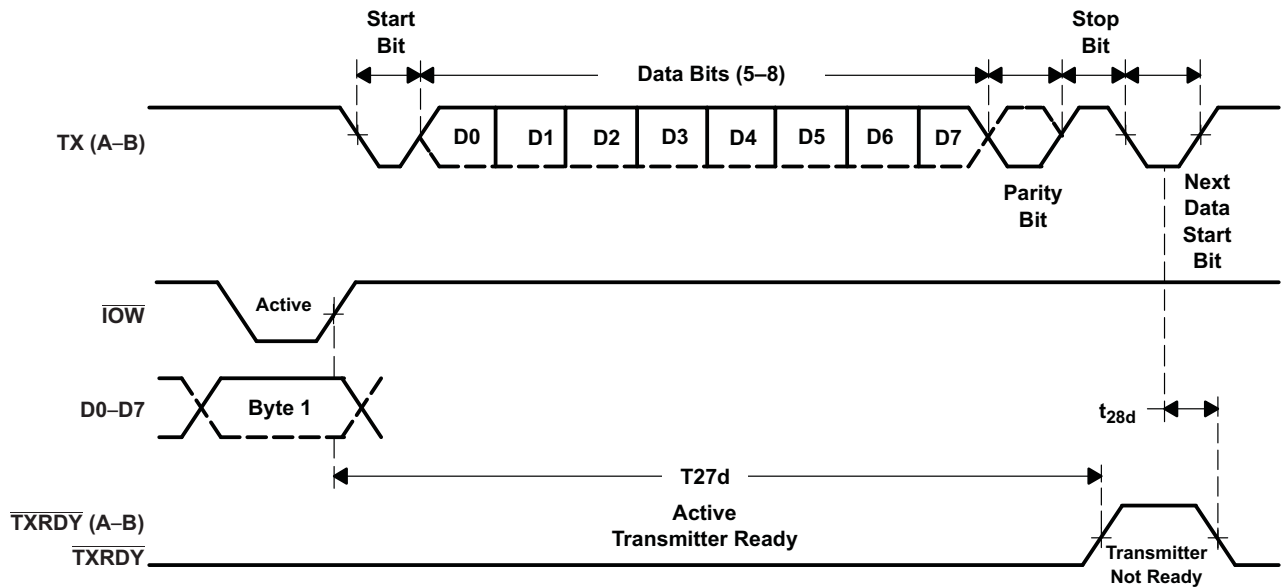 Start
Bit
Stop
Bit
Data Bits (5–8)
TX (A–B)
D0 D1 D2 D3 D4 D5 D6 D7
Parity
Bit
Next
Data
Start
Bit
IOW
Active
D0–D7
Byte 1
t28d
T27d
TXRDY (A–B)
TXRDY
Active
Transmitter Ready
Transmitter
Not Ready